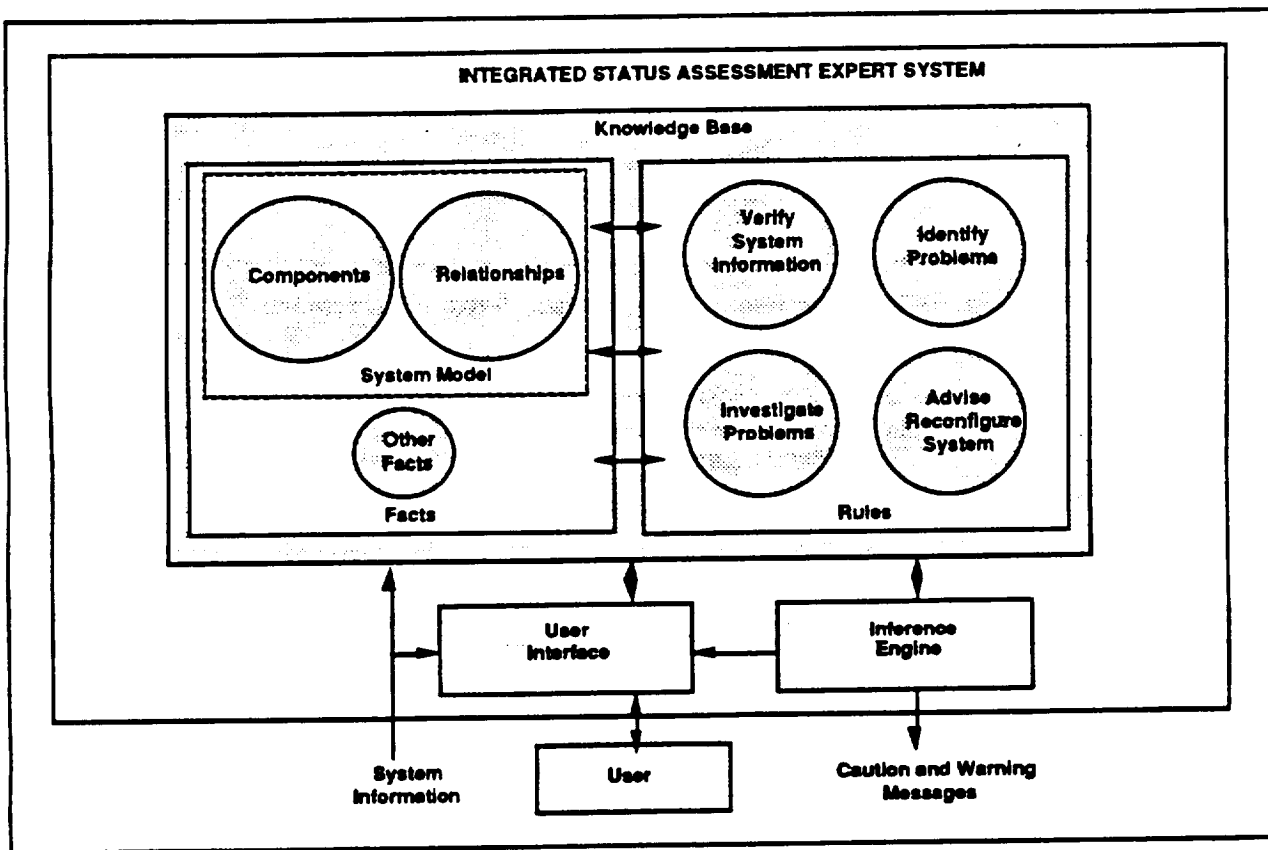 INTEGRATED STATUS ASSESSMENT EXPERT SYSTEM
Knowledge Base
Components
Relationships
System Model
Other
Facts
Facts
Verify
System
Information
Identify
Problems
Investigate
Problems
Advise
Reconfigure
System
Rules
User
Interface
Inference
Engine
System
Information
User
Caution and Warning
Messages